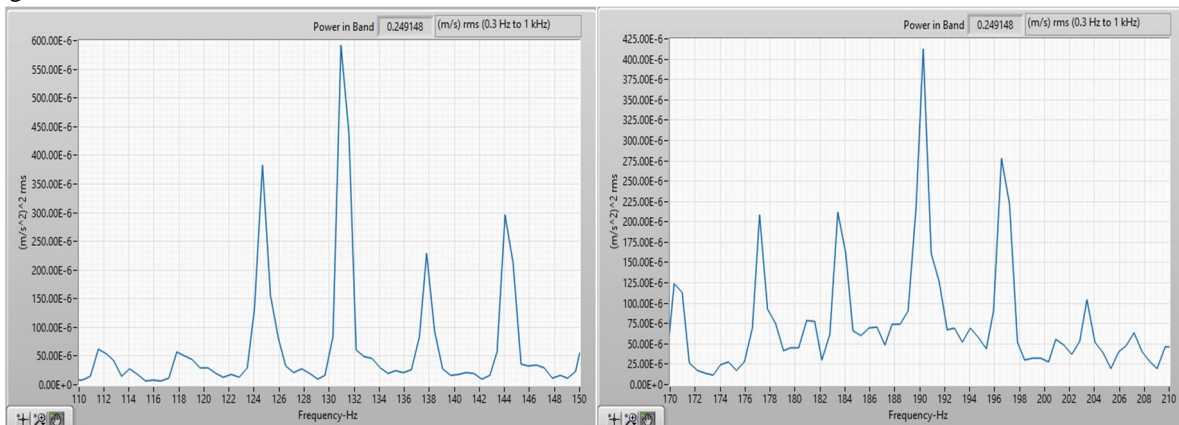 Power in Band 0.249148 (m/s) rms (0.3 Hz to 1 kHz)
600.00E-6
550.00E-6
500.00E-6
450.00E-6
400.00E-6
350.00E-6
300.00E-6
250.00E-6
200.00E-6
150.00E-6
100.00E-6
50.00E-6
0.00E+0
(m/s^2)^2 rms
110 112 114 116 118 120 122 124 126 128 130 132 134 136 138 140 142 144 146 148 150
Frequency-Hz
Power in Band 0.249148 (m/s) rms (0.3 Hz to 1 kHz)
425.00E-6
400.00E-6
375.00E-6
350.00E-6
325.00E-6
300.00E-6
275.00E-6
250.00E-6
225.00E-6
200.00E-6
175.00E-6
150.00E-6
125.00E-6
100.00E-6
75.00E-6
50.00E-6
25.00E-6
0.00E+0
(m/s^2)^2 rms
170 172 174 176 178 180 182 184 186 188 190 192 194 196 198 200 202 204 206 208 210
Frequency-Hz